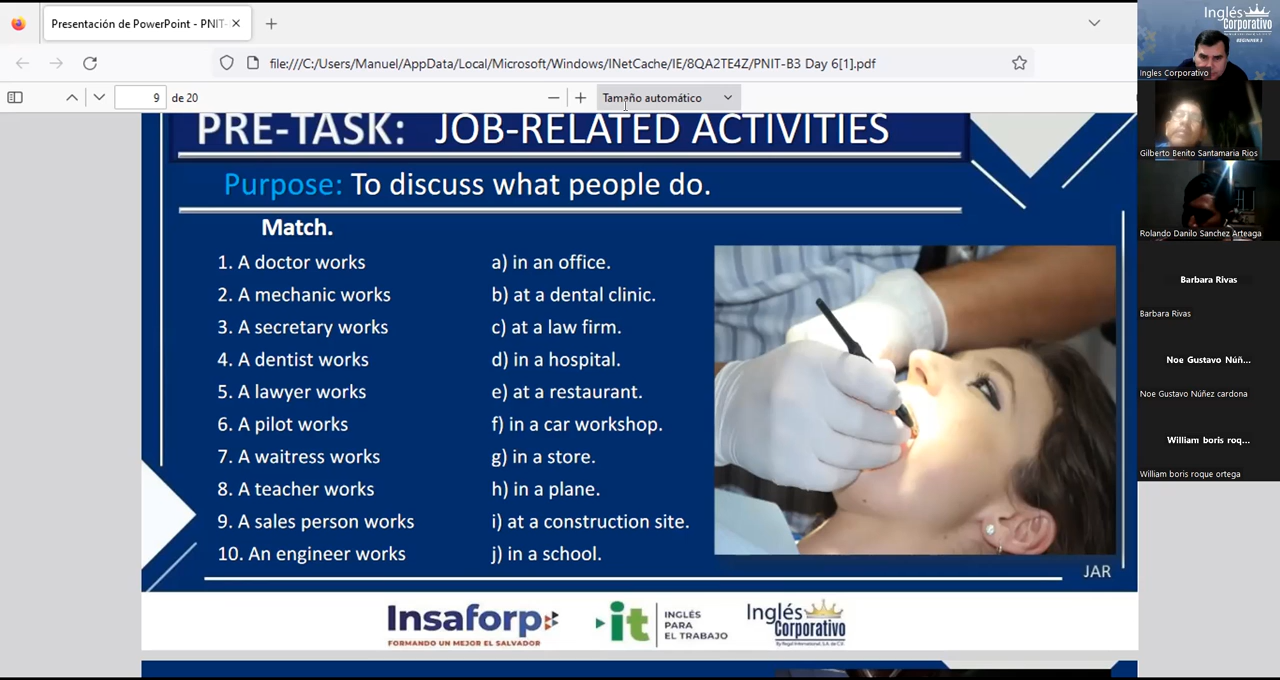 Presentación de PowerPoint - PNIT-
file:///C:/Users/Manuel/AppData/Local/Microsoft/Windows/INetCache/IE/8QA2TE4Z/PNIT-B3 Day 6[1].pdf
9 de 20
Tamaño automático
PRE-TASK: JOB-RELATED ACTIVITIES
Purpose: To discuss what people do.
Match.
1. A doctor works a) in an office.
2. A mechanic works b) at a dental clinic.
3. A secretary works c) at a law firm.
4. A dentist works d) in a hospital.
5. A lawyer works e) at a restaurant.
6. A pilot works f) in a car workshop.
7. A waitress works g) in a store.
8. A teacher works h) in a plane.
9. A sales person works i) at a construction site.
10. An engineer works j) in a school.
JAR
Insaforp
FORMANDO UN MEJOR EL SALVADOR
it
INGLÉS
PARA
EL TRABAJO
Inglés
Corporativo
By Regal International, S.A. de C.V.
Inglés
Corporativo
BEGINNER 3
Ingles Corporativo
Gilberto Benito Santamaria Rios
Rolando Danilo Sanchez Arteaga
Barbara Rivas
Barbara Rivas
Noe Gustavo Núñ...
Noe Gustavo Núñez cardona
William boris roq...
William boris roque ortega